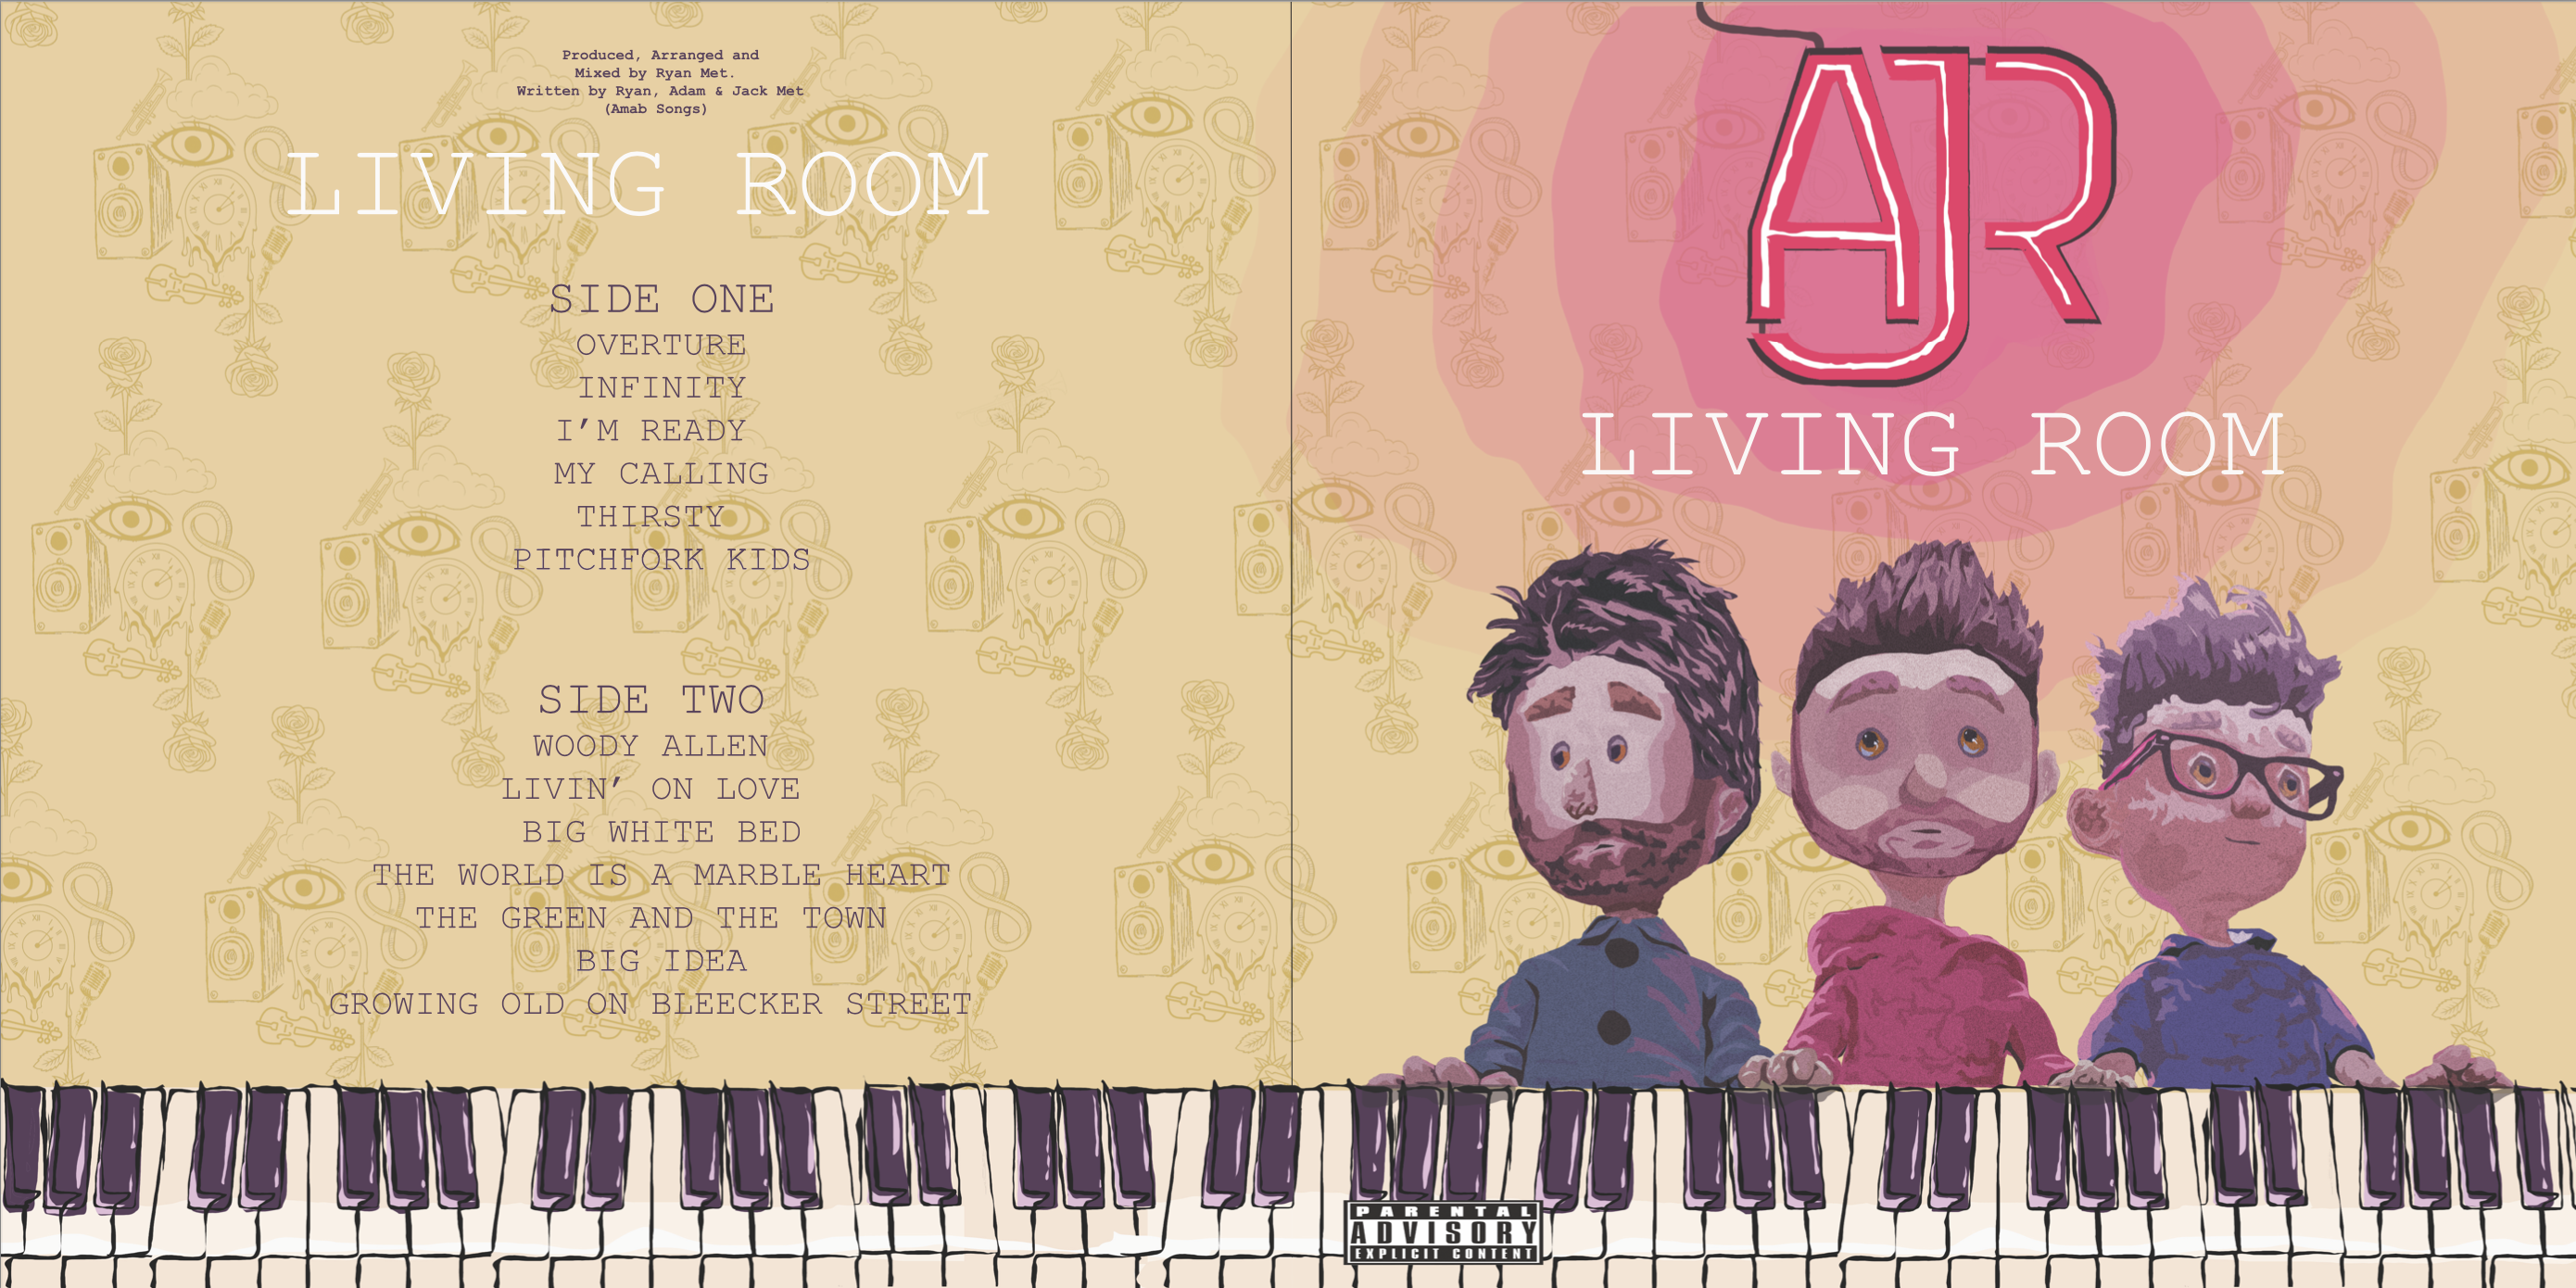 Produced, Arranged and
Mixed by Ryan Met.
Written by Ryan, Adam & Jack Met
(Amab Songs)
LIVING ROOM
SIDE ONE
OVERTURE
INFINITY
I’M READY
MY CALLING
THIRSTY
PITCHFORK KIDS
SIDE TWO
WOODY ALLEN
LIVIN’ ON LOVE
BIG WHITE BED
THE WORLD IS A MARBLE HEART
THE GREEN AND THE TOWN
BIG IDEA
GROWING OLD ON BLEECKER STREET
AJR
LIVING ROOM
PARENTAL
ADVISORY
EXPLICIT CONTENT